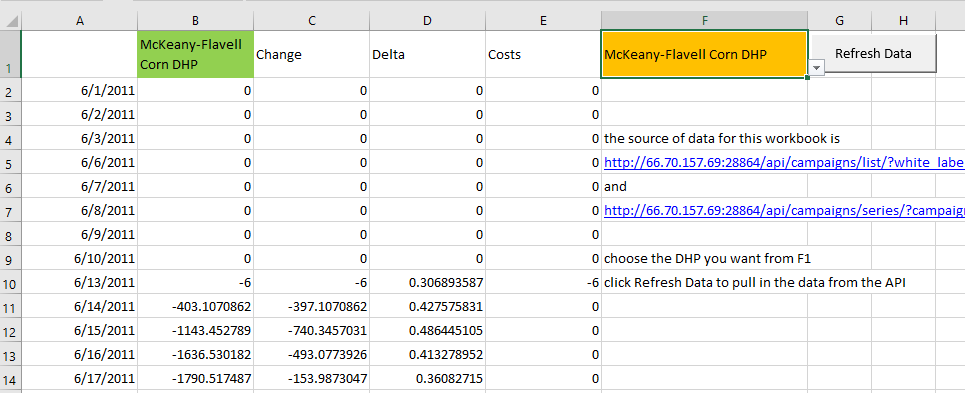 A B C D E F G H
1 McKeany-Flavell Corn DHP Change Delta Costs McKeany-Flavell Corn DHP Refresh Data
2 6/1/2011 0 0 0 0
3 6/2/2011 0 0 0 0
4 6/3/2011 0 0 0 0 the source of data for this workbook is
5 6/6/2011 0 0 0 0 http://66.70.157.69:28864/api/campaigns/list/?white_labe
6 6/7/2011 0 0 0 0 and
7 6/8/2011 0 0 0 0 http://66.70.157.69:28864/api/campaigns/series/?campaign
8 6/9/2011 0 0 0 0
9 6/10/2011 0 0 0 0 choose the DHP you want from F1
10 6/13/2011 -6 -6 0.306893587 -6 click Refresh Data to pull in the data from the API
11 6/14/2011 -403.1070862 -397.1070862 0.427575831 0
12 6/15/2011 -1143.452789 -740.3457031 0.486445105 0
13 6/16/2011 -1636.530182 -493.0773926 0.413278952 0
14 6/17/2011 -1790.517487 -153.9873047 0.36082715 0